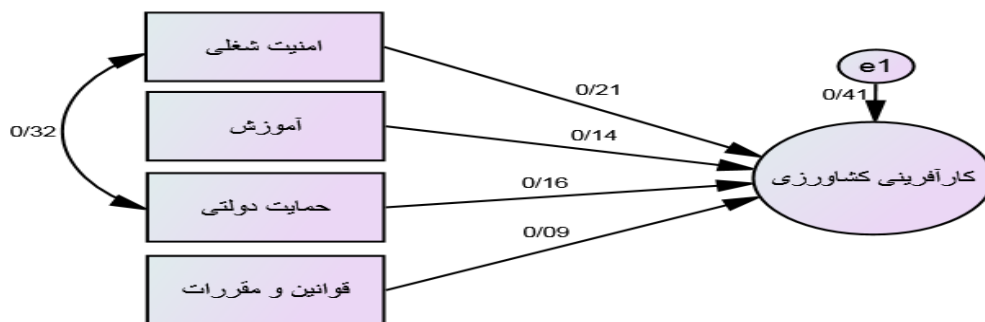 امنیت شغلی
e1
0/21
0/41
آموزش
0/32
0/14
کارآفرینی کشاورزی
0/16
حمایت دولتی
0/09
قوانین و مقررات